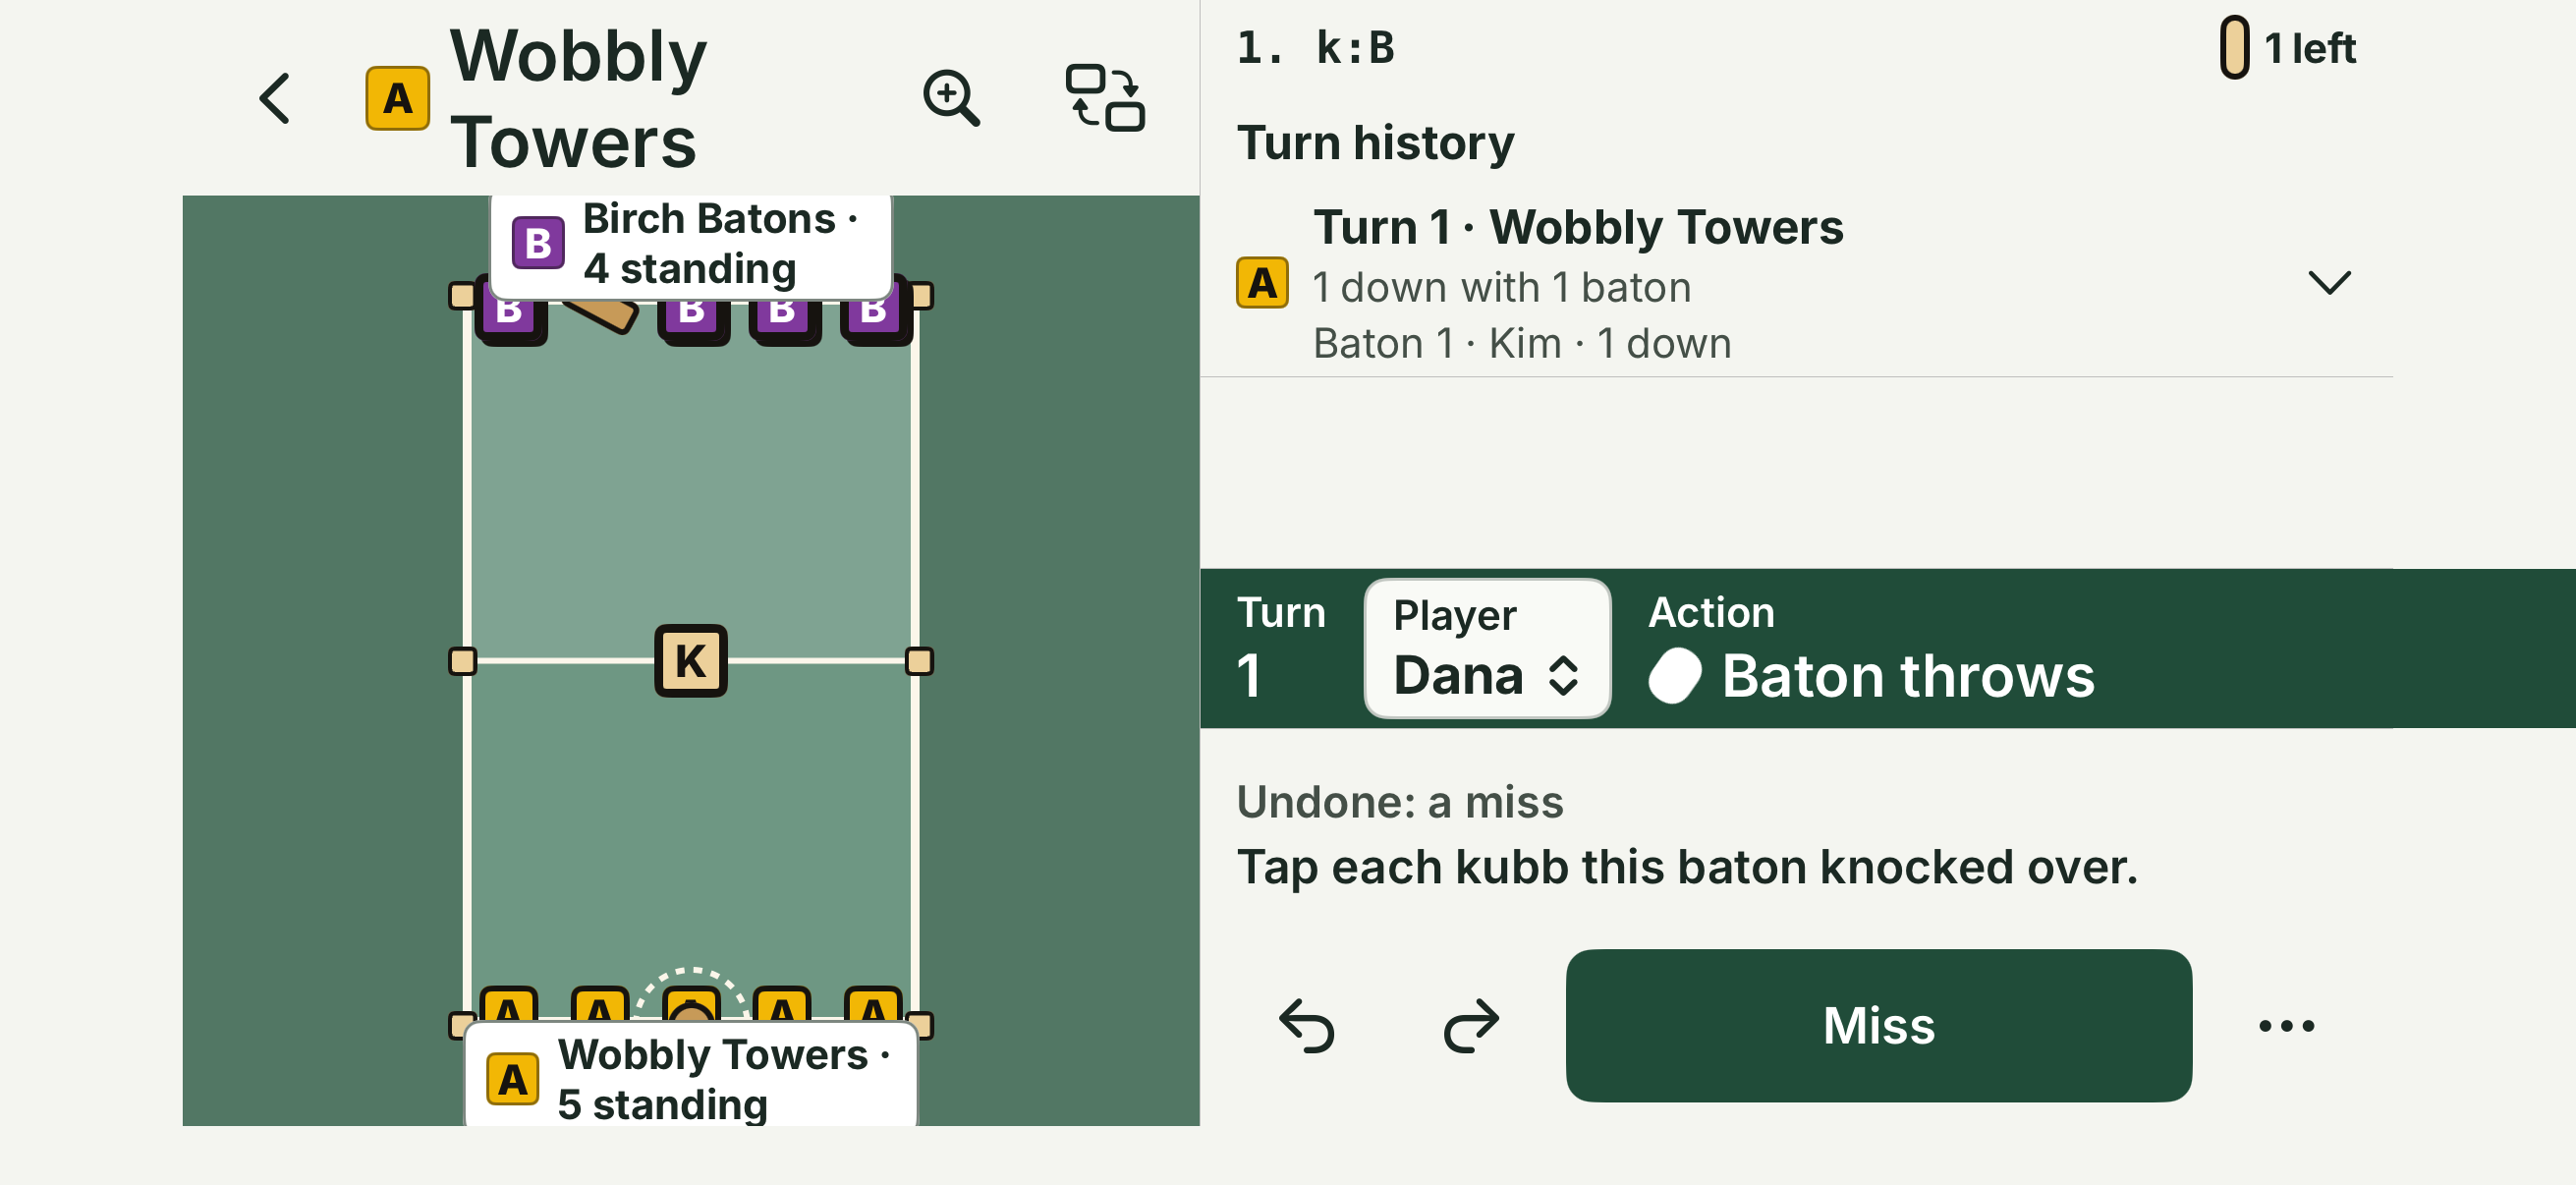 A Wobbly
Towers
B Birch Batons ·
4 standing
B B B B
K
A A A A A
A Wobbly Towers ·
5 standing
1. k:B
1 left
Turn history
Turn 1 · Wobbly Towers
A 1 down with 1 baton
Baton 1 · Kim · 1 down
Turn
1
Player
Dana
Action
Baton throws
Undone: a miss
Tap each kubb this baton knocked over.
Miss